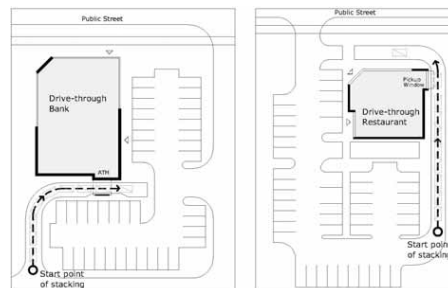 Public Street
Drive-through
Bank
ATM
Start point
of stacking
Public Street
Pickup
Window
Drive-through
Restaurant
Start point
of stacking